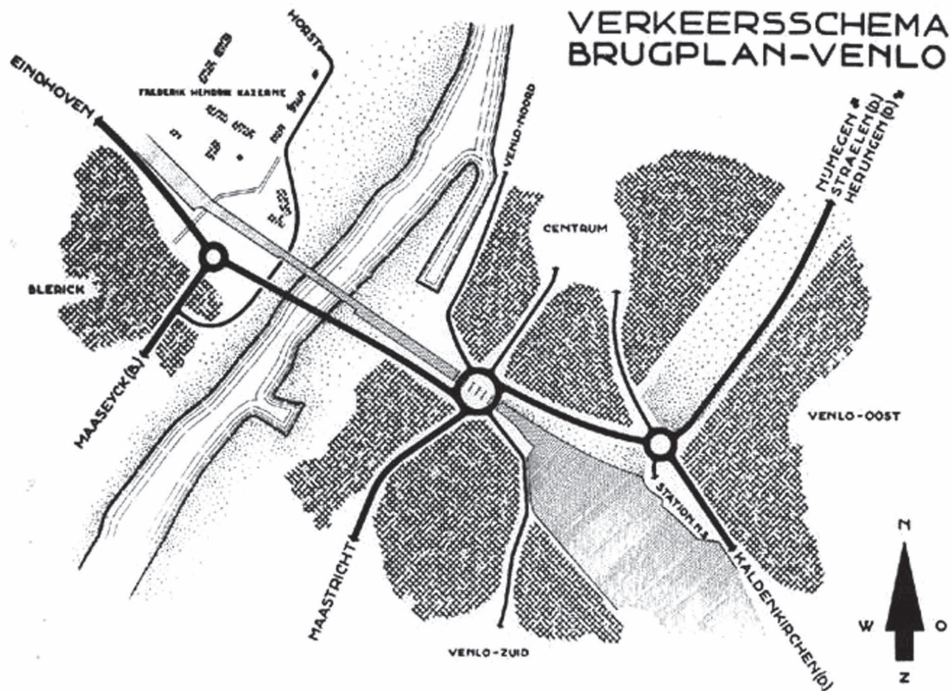 VERKEERSSCHEMA
BRUGPLAN-VENLO
HORST
EINDHOVEN
FREDERIK HENDRIK KAZERNE
VENLO-NOORD
NIJMEGEN
STRAELEN (D.)
HERUNGEN (D.)
CENTRUM
BLERICK
MAASEYCK (B.)
VENLO-OOST
STATION N.S.
MAASTRICHT
KALDENKIRCHEN (D.)
VENLO-ZUID
N
W
O
Z